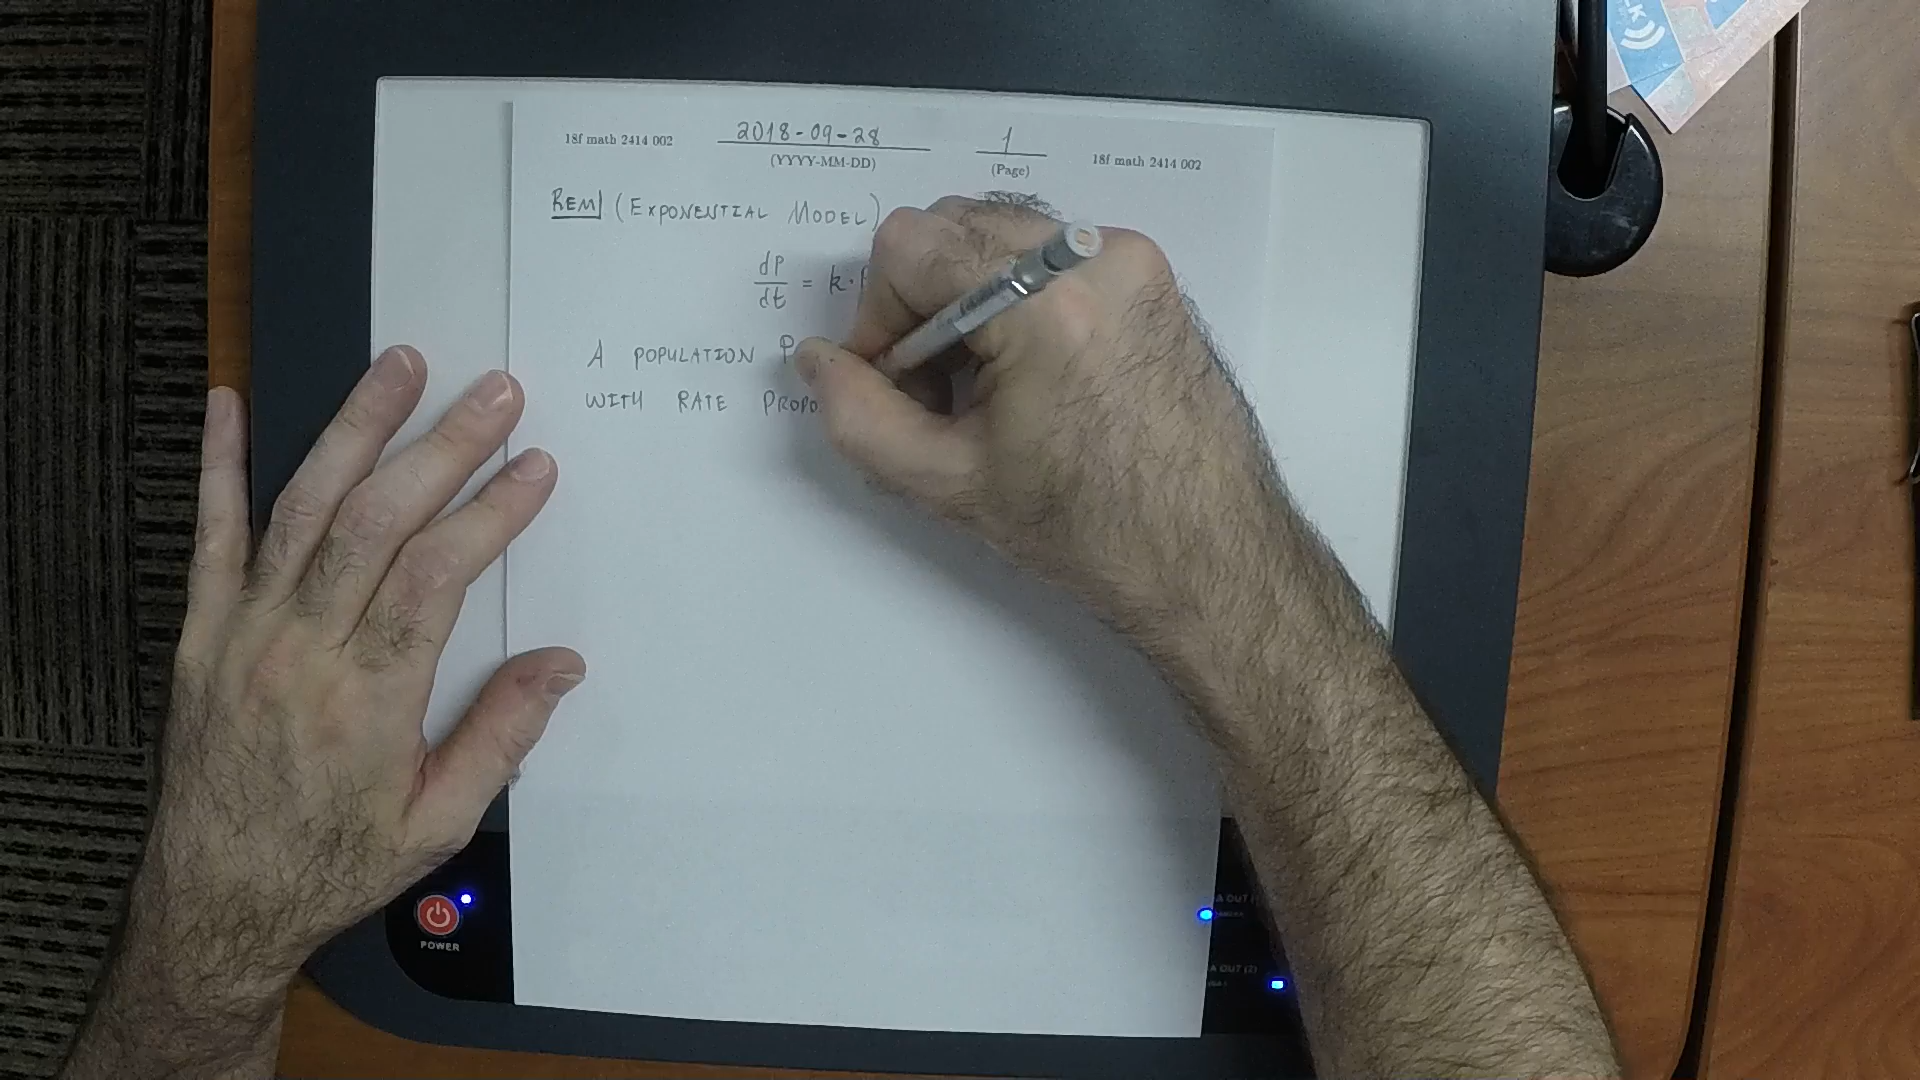 18f math 2414 002 2018-09-28 1 18f math 2414 002
(YYYY-MM-DD) (Page)
REM (EXPONENTIAL MODEL)
dP
dt = k·
A POPULATION P
WITH RATE
POWER